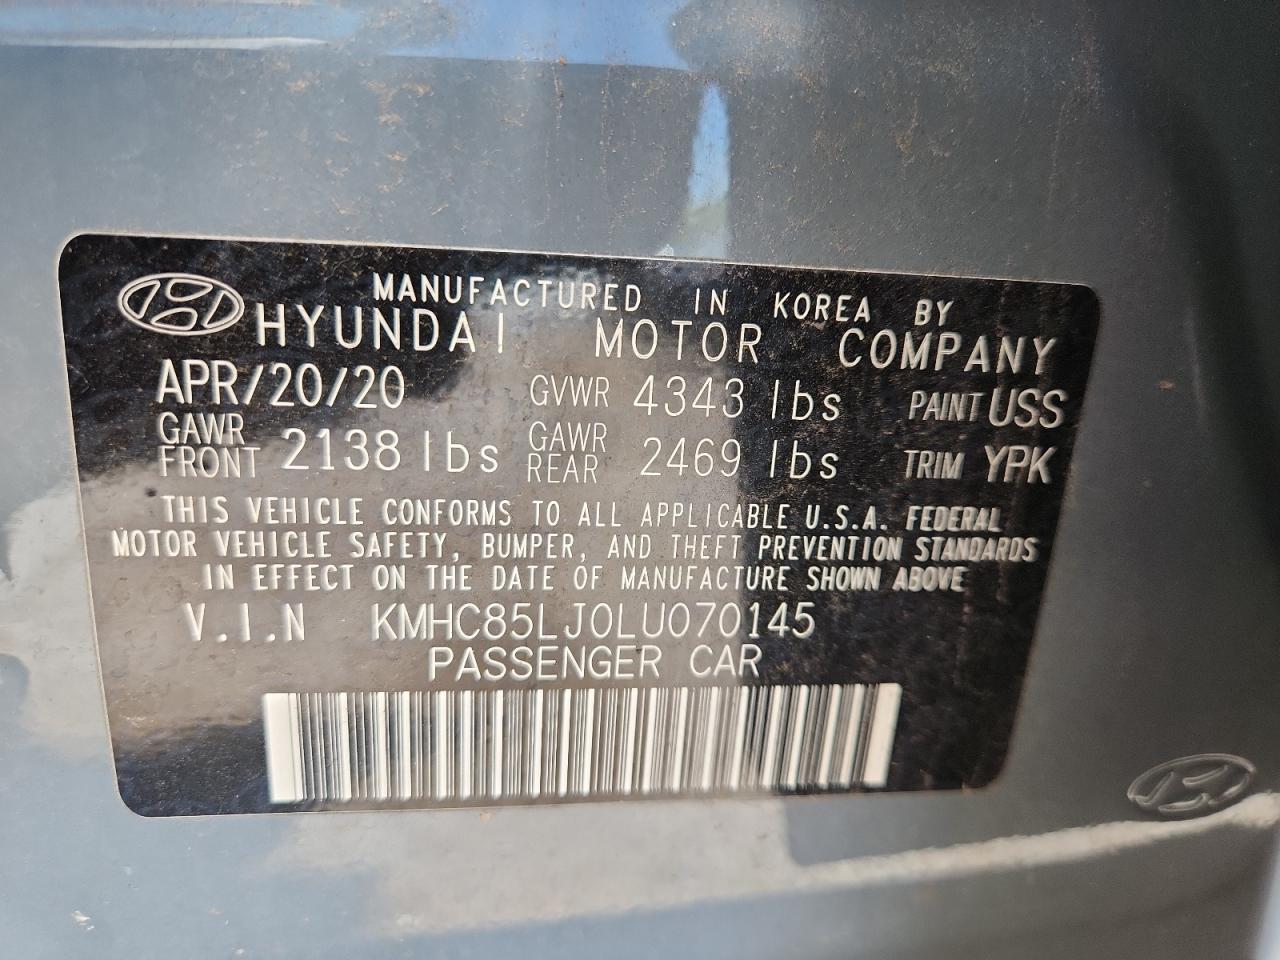 MANUFACTURED IN KOREA BY
HYUNDAI MOTOR COMPANY
APR/20/20 GVWR 4343 lbs PAINT USS
GAWR FRONT 2138 lbs GAWR REAR 2469 lbs TRIM YPK
THIS VEHICLE CONFORMS TO ALL APPLICABLE U.S.A. FEDERAL
MOTOR VEHICLE SAFETY, BUMPER, AND THEFT PREVENTION STANDARDS
IN EFFECT ON THE DATE OF MANUFACTURE SHOWN ABOVE
V.I.N KMHC85LJ0LU070145
PASSENGER CAR